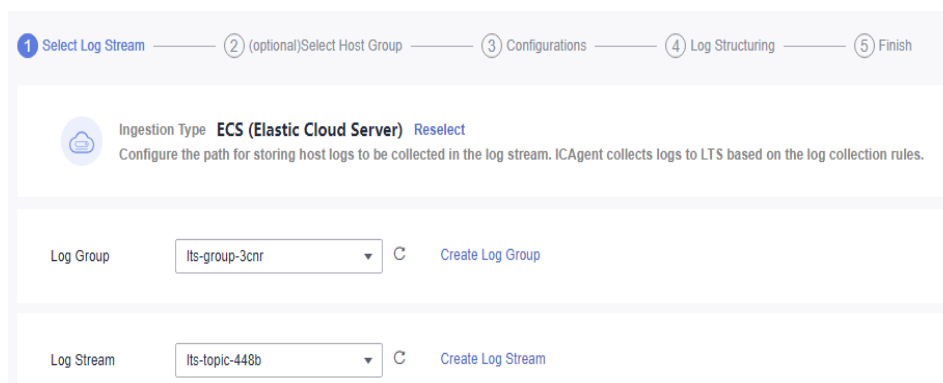 1 Select Log Stream 2 (optional)Select Host Group 3 Configurations 4 Log Structuring 5 Finish
Ingestion Type ECS (Elastic Cloud Server) Reselect
Configure the path for storing host logs to be collected in the log stream. ICAgent collects logs to LTS based on the log collection rules.
Log Group lts-group-3cnr Create Log Group
Log Stream lts-topic-448b Create Log Stream